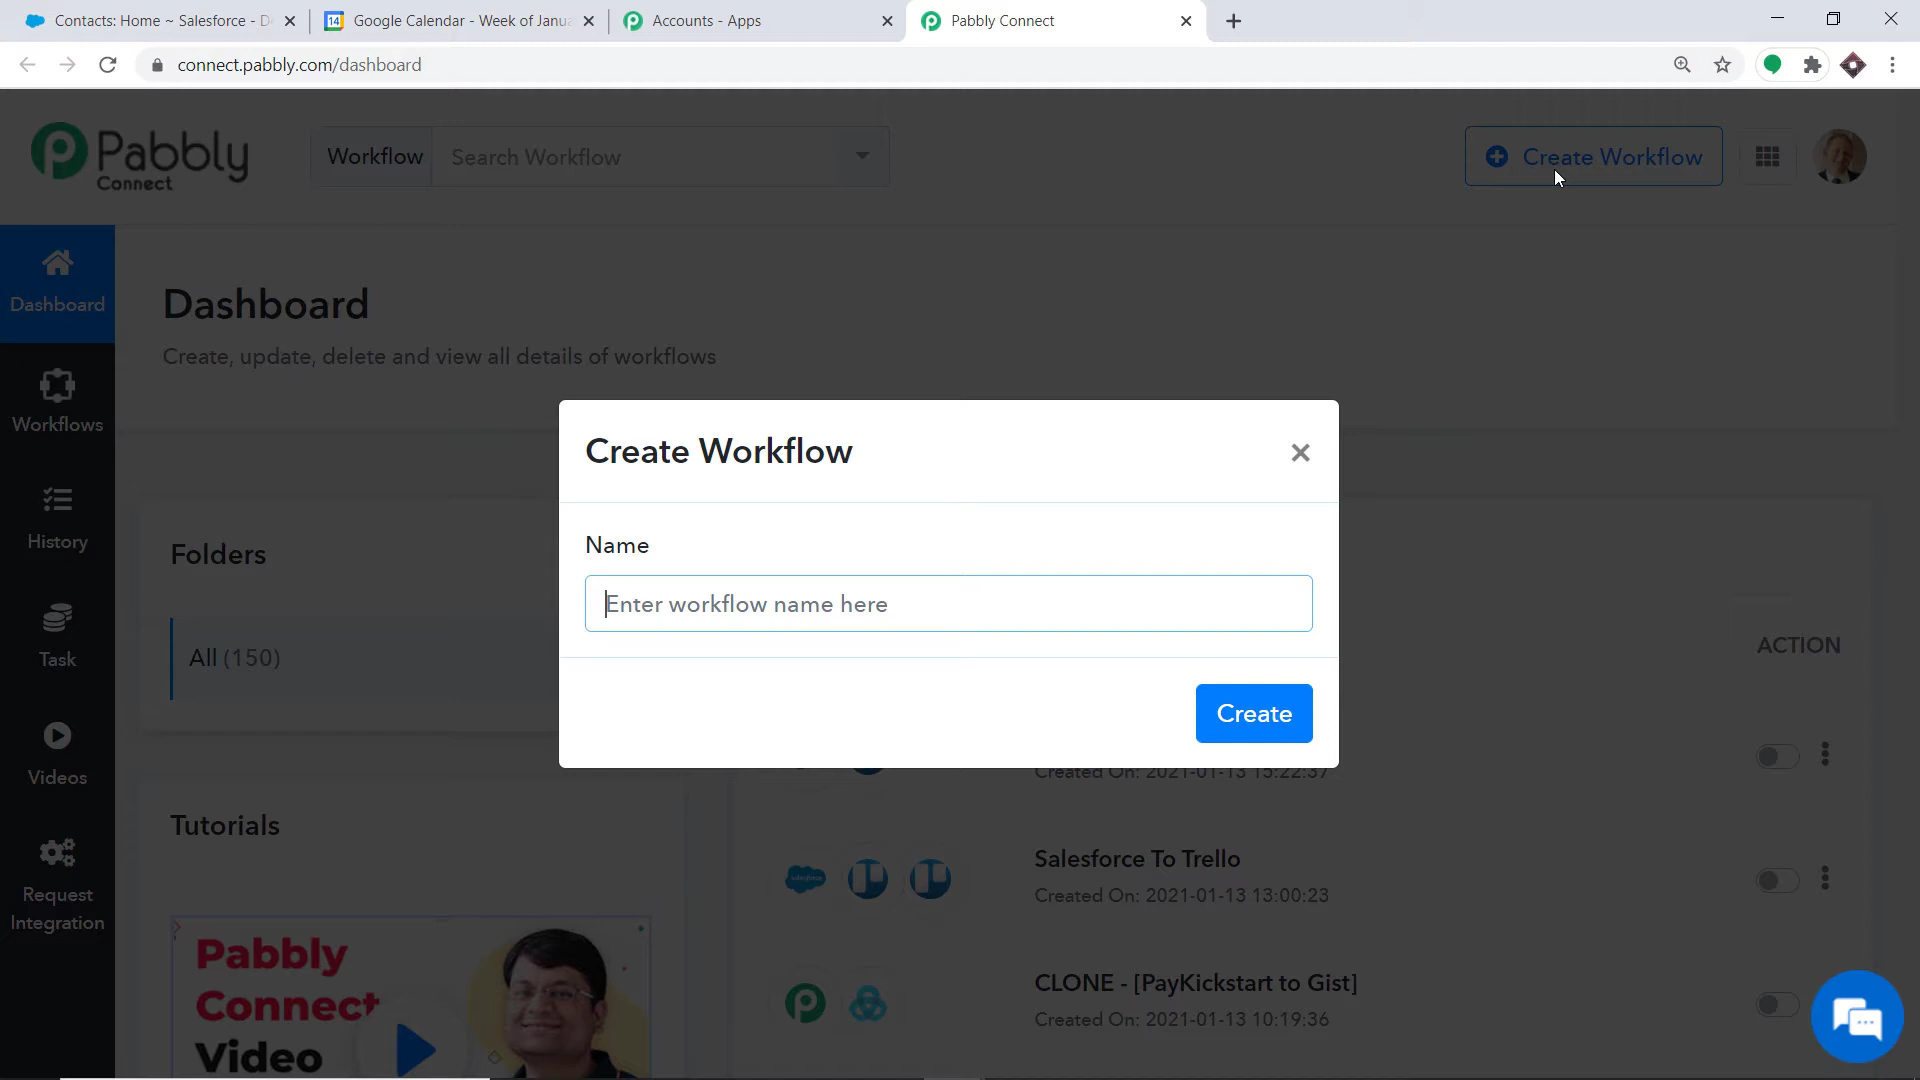 Contacts: Home ~ Salesforce - D
Google Calendar - Week of Janua
Accounts - Apps
Pabbly Connect
connect.pabbly.com/dashboard
Pabbly
Connect
Workflow
Search Workflow
Create Workflow
Dashboard
Workflows
History
Task
Videos
Request
Integration
Dashboard
Create, update, delete and view all details of workflows
Create Workflow
Name
Enter workflow name here
Create
Folders
All (150)
Tutorials
Pabbly
Connect
Video
ACTION
Created On: 2021-01-13 15:22:37
Salesforce To Trello
Created On: 2021-01-13 13:00:23
CLONE - [PayKickstart to Gist]
Created On: 2021-01-13 10:19:36